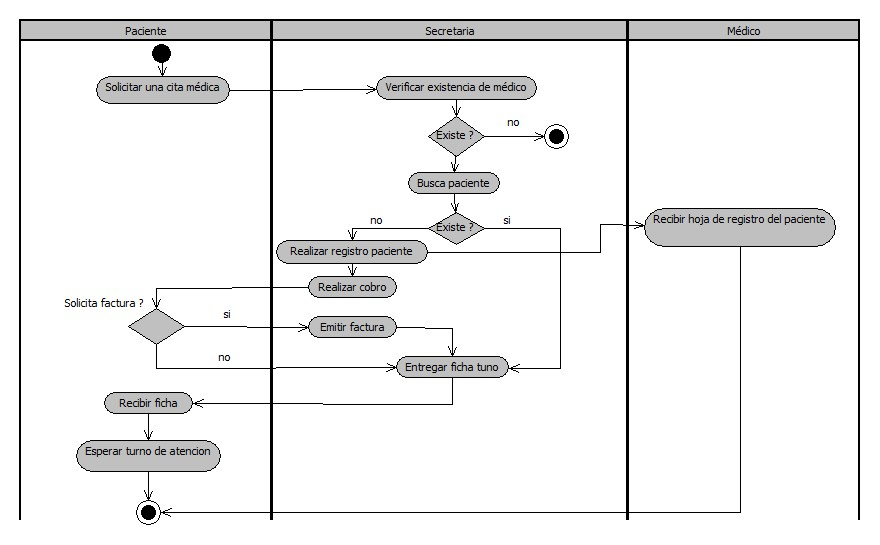 Paciente
Secretaria
Médico
Solicitar una cita médica
Verificar existencia de médico
Existe ?
no
Busca paciente
no
Existe ?
si
Recibir hoja de registro del paciente
Realizar registro paciente
Realizar cobro
Solicita factura ?
si
Emitir factura
no
Entregar ficha tuno
Recibir ficha
Esperar turno de atencion